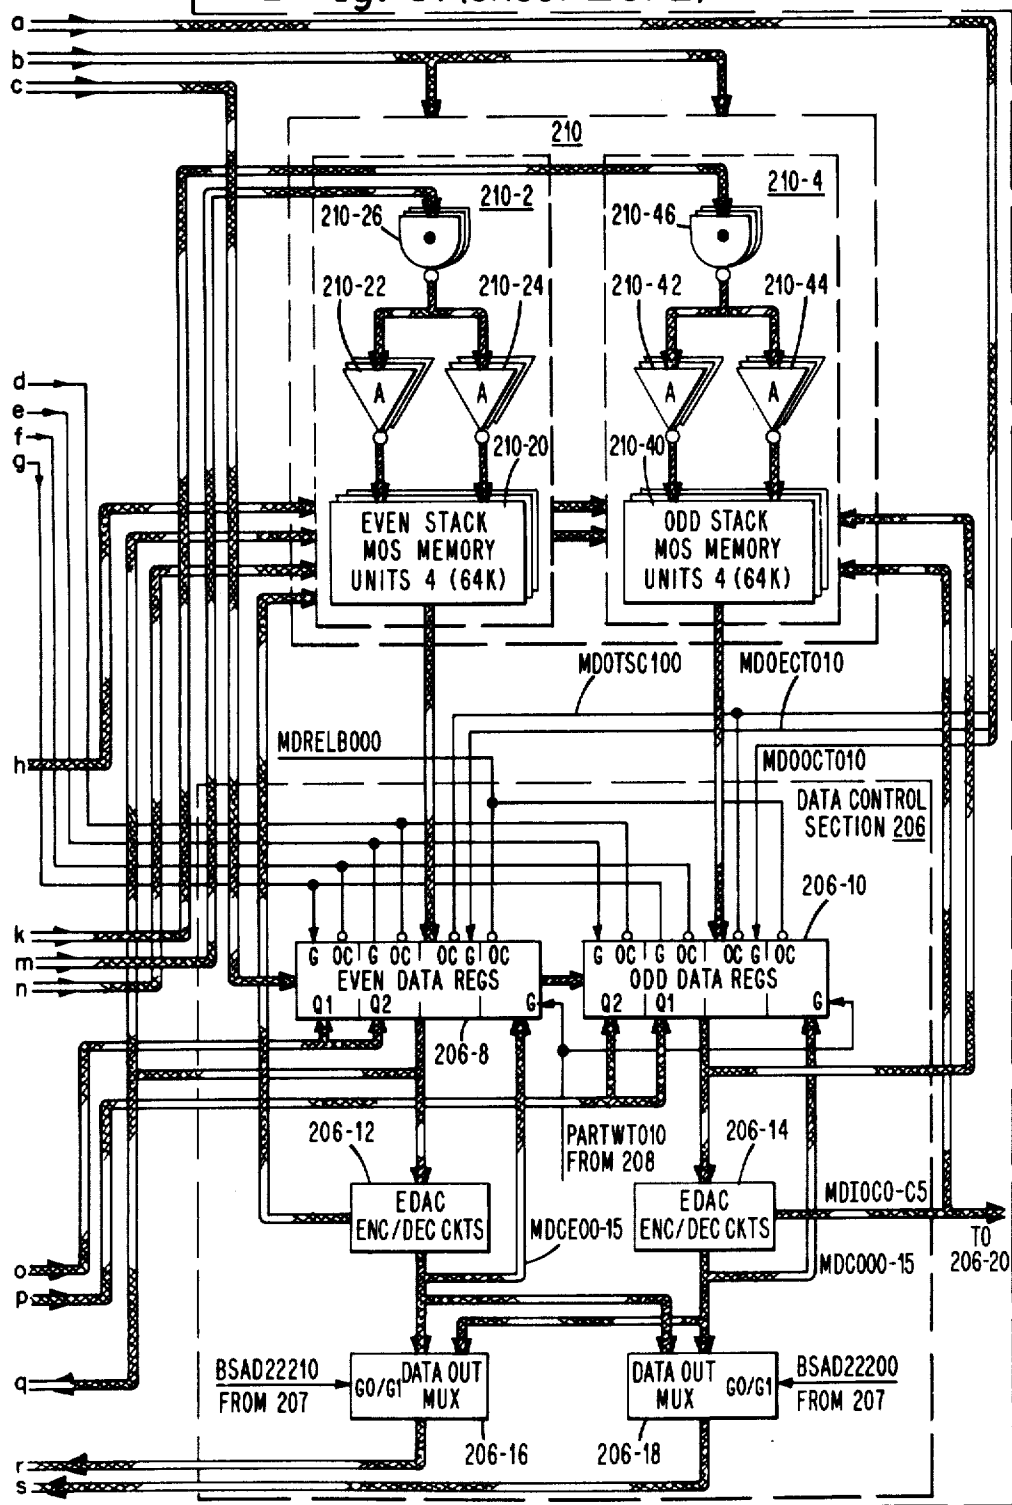 a
b
c
210
210-2
210-4
210-26
210-46
210-22
210-24
210-42
210-44
A
A
A
A
d
e
f
g
210-20
210-40
EVEN STACK
MOS MEMORY
UNITS 4 (64K)
ODD STACK
MOS MEMORY
UNITS 4 (64K)
MDOTSC100
MDOECT010
MDRELB000
h
MDOOCT010
DATA CONTROL
SECTION 206
206-10
k
m
n
G OC G OC OC G OC
EVEN DATA REGS
Q1 Q2 G
G OC G OC OC G OC
ODD DATA REGS
Q2 Q1 G
206-8
206-12
PARTWT010
FROM 208
206-14
EDAC
ENC/DEC CKTS
EDAC
ENC/DEC CKTS
MDIOC0-C5
MDCE00-15
MDCO00-15
TO
206-20
o
p
q
BSAD22210
FROM 207
GO/G1
DATA OUT
MUX
DATA OUT
MUX
GO/G1
BSAD22200
FROM 207
206-16
206-18
r
s